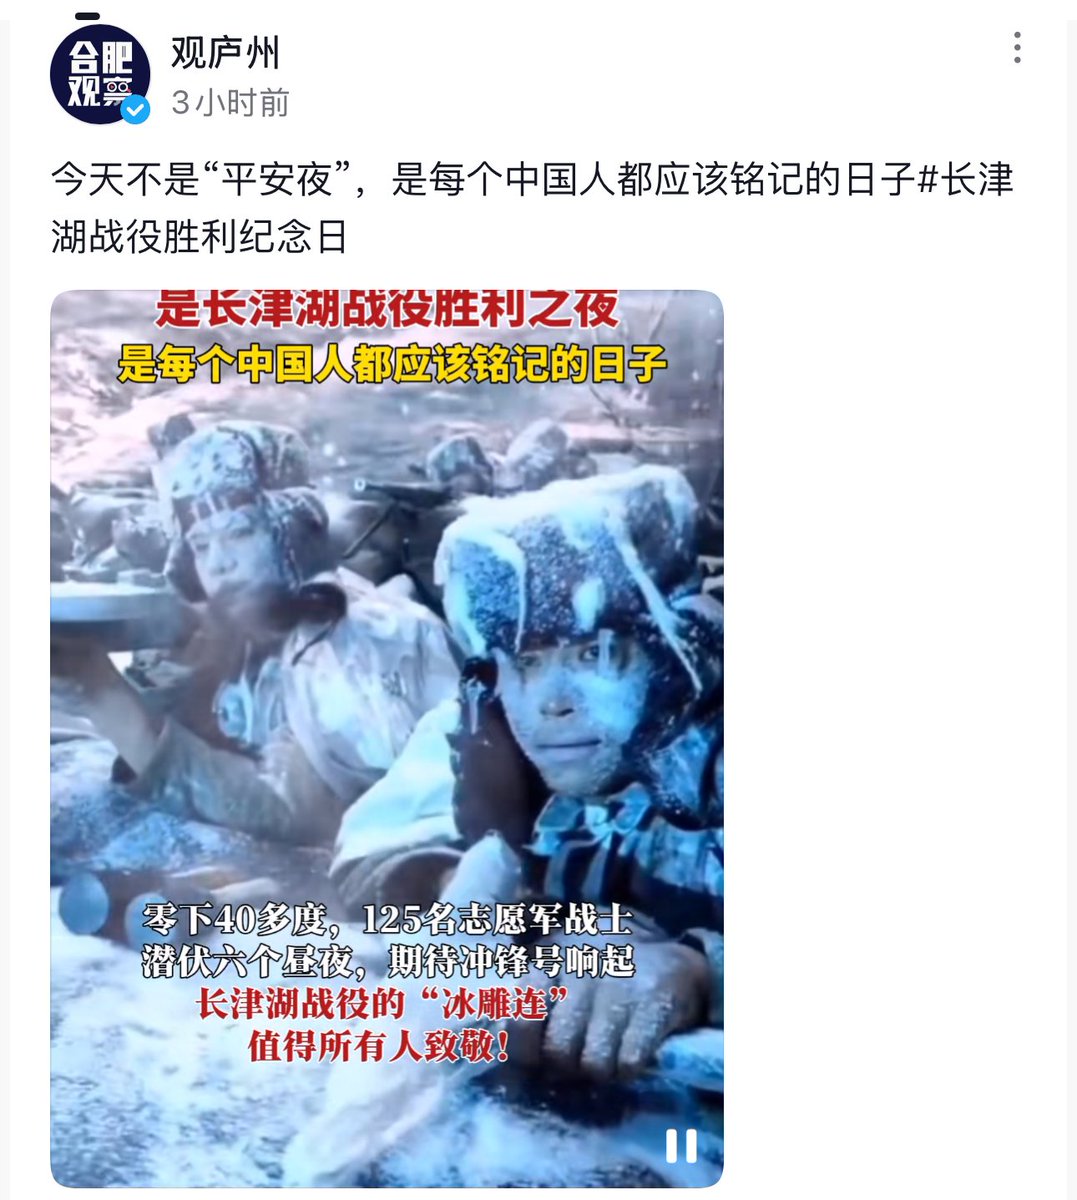 合肥
观察
观庐州
3小时前
今天不是“平安夜”，是每个中国人都应该铭记的日子#长津
湖战役胜利纪念日
是长津湖战役胜利之夜
是每个中国人都应该铭记的日子
零下40多度，125名志愿军战士
潜伏六个昼夜，期待冲锋号响起
长津湖战役的“冰雕连”
值得所有人致敬！